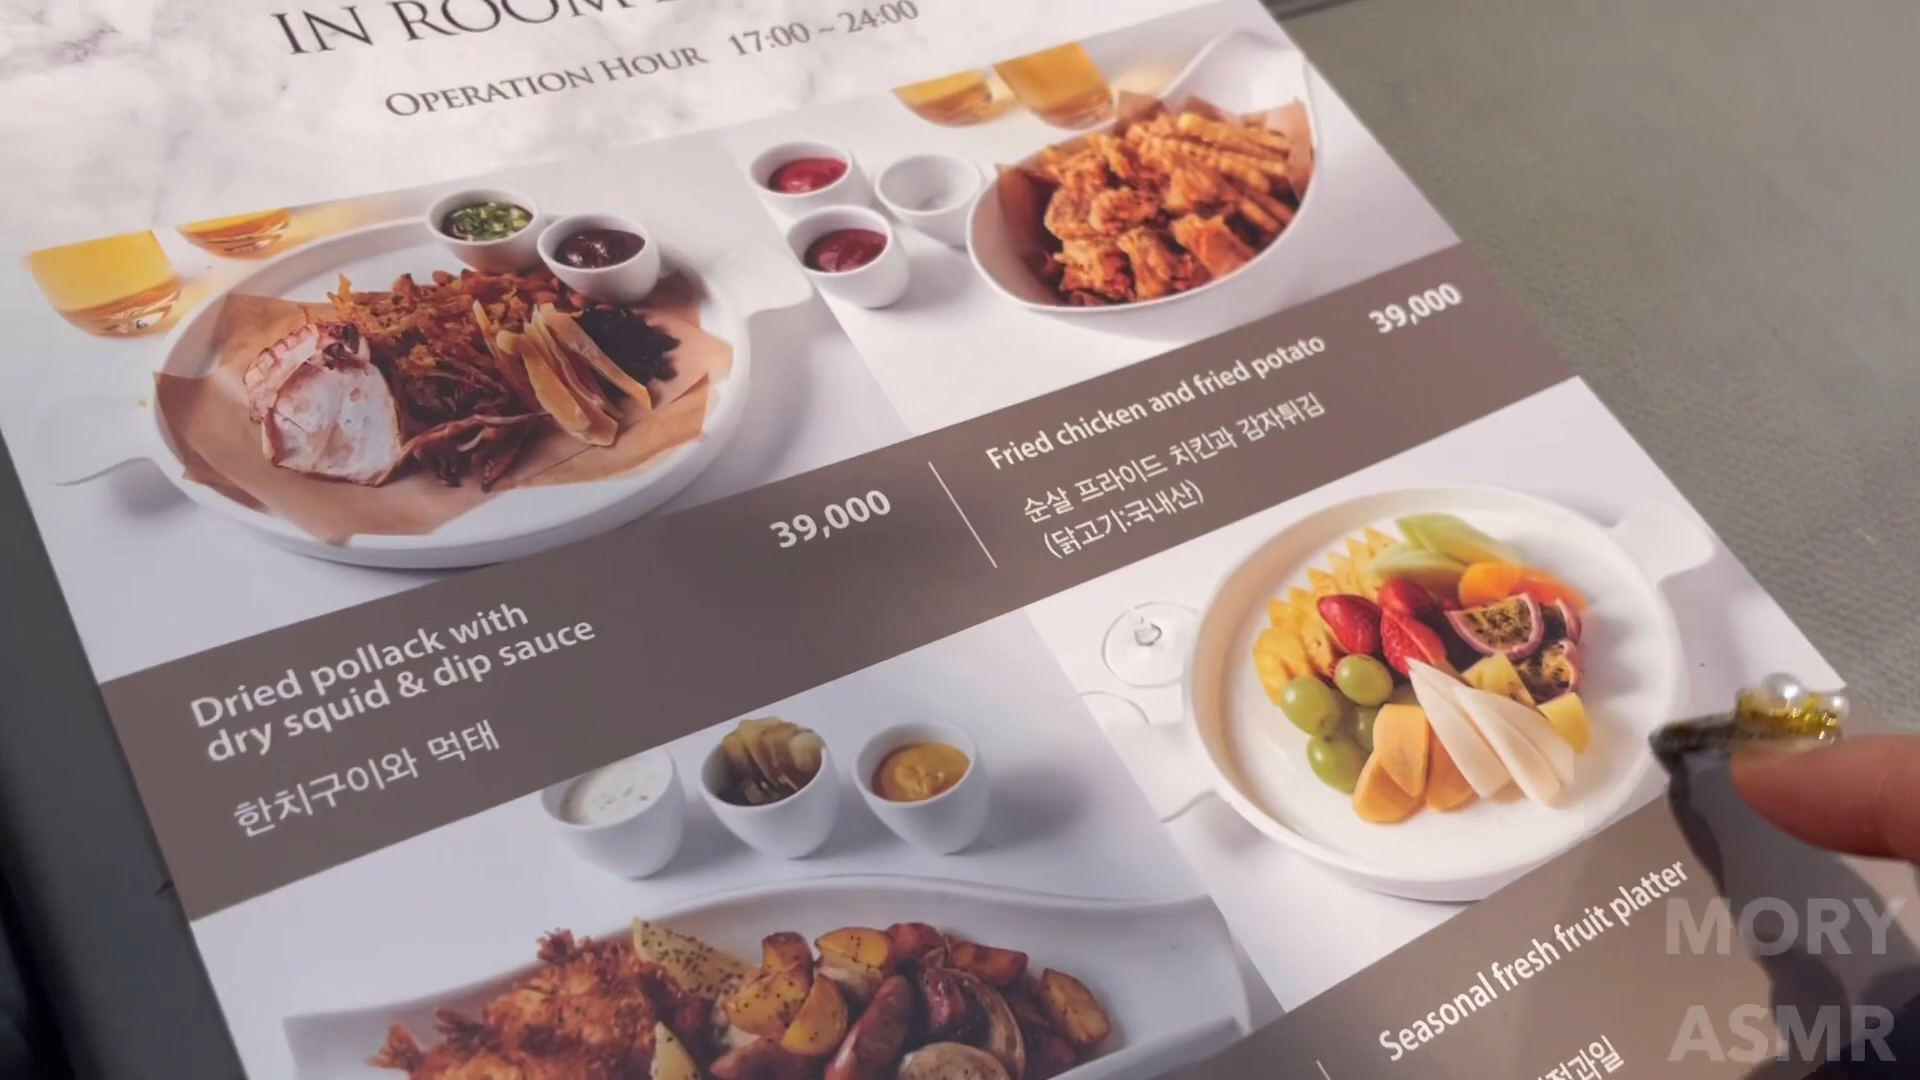 IN ROOM
OPERATION HOUR 17:00 ~ 24:00
Dried pollack with
dry squid & dip sauce
한치구이와 먹태
39,000
Fried chicken and fried potato
39,000
순살 프라이드 치킨과 감자튀김
(닭고기:국내산)
Seasonal fresh fruit platter
MORY
ASMR